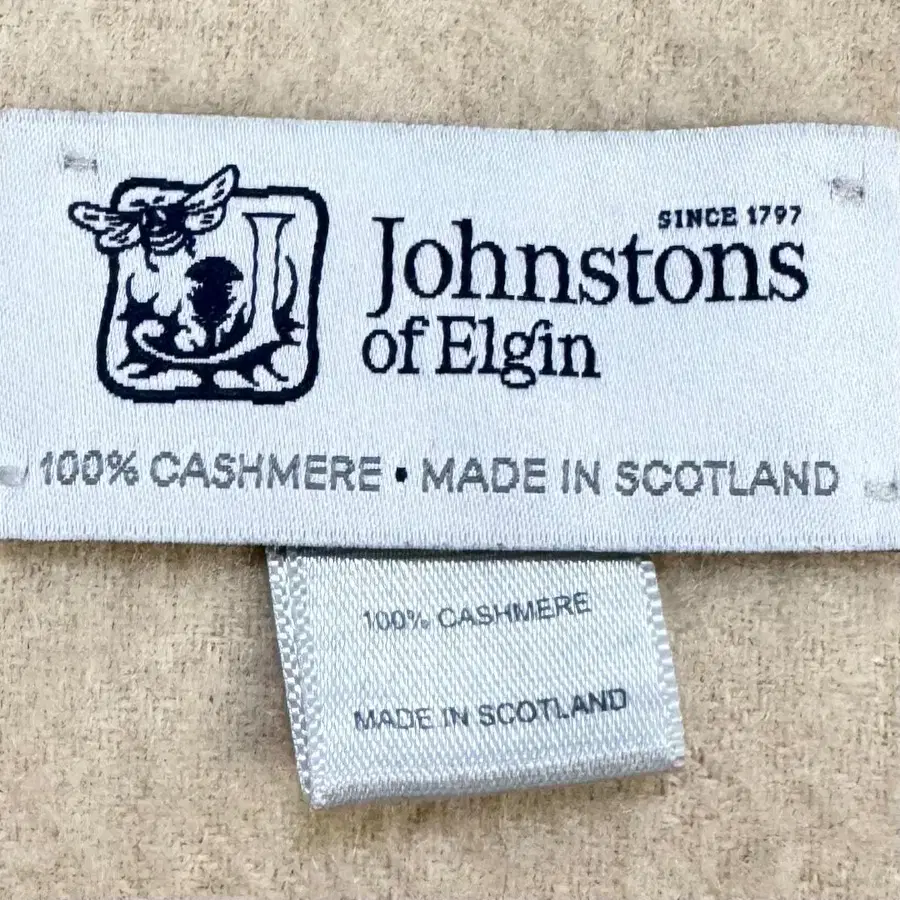 SINCE 1797
Johnstons
of Elgin
100% CASHMERE • MADE IN SCOTLAND
100% CASHMERE
MADE IN SCOTLAND